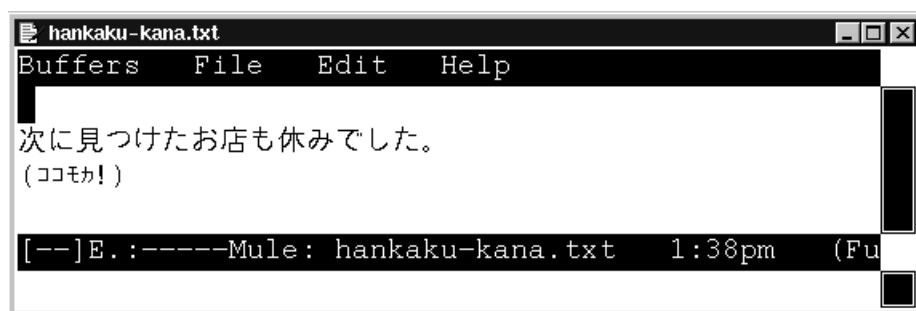 hankaku-kana.txt
Buffers File Edit Help
次に見つけたお店も休みでした。
(ｺｺﾓｶ!)
[--]E.:-----Mule: hankaku-kana.txt 1:38pm (Fu